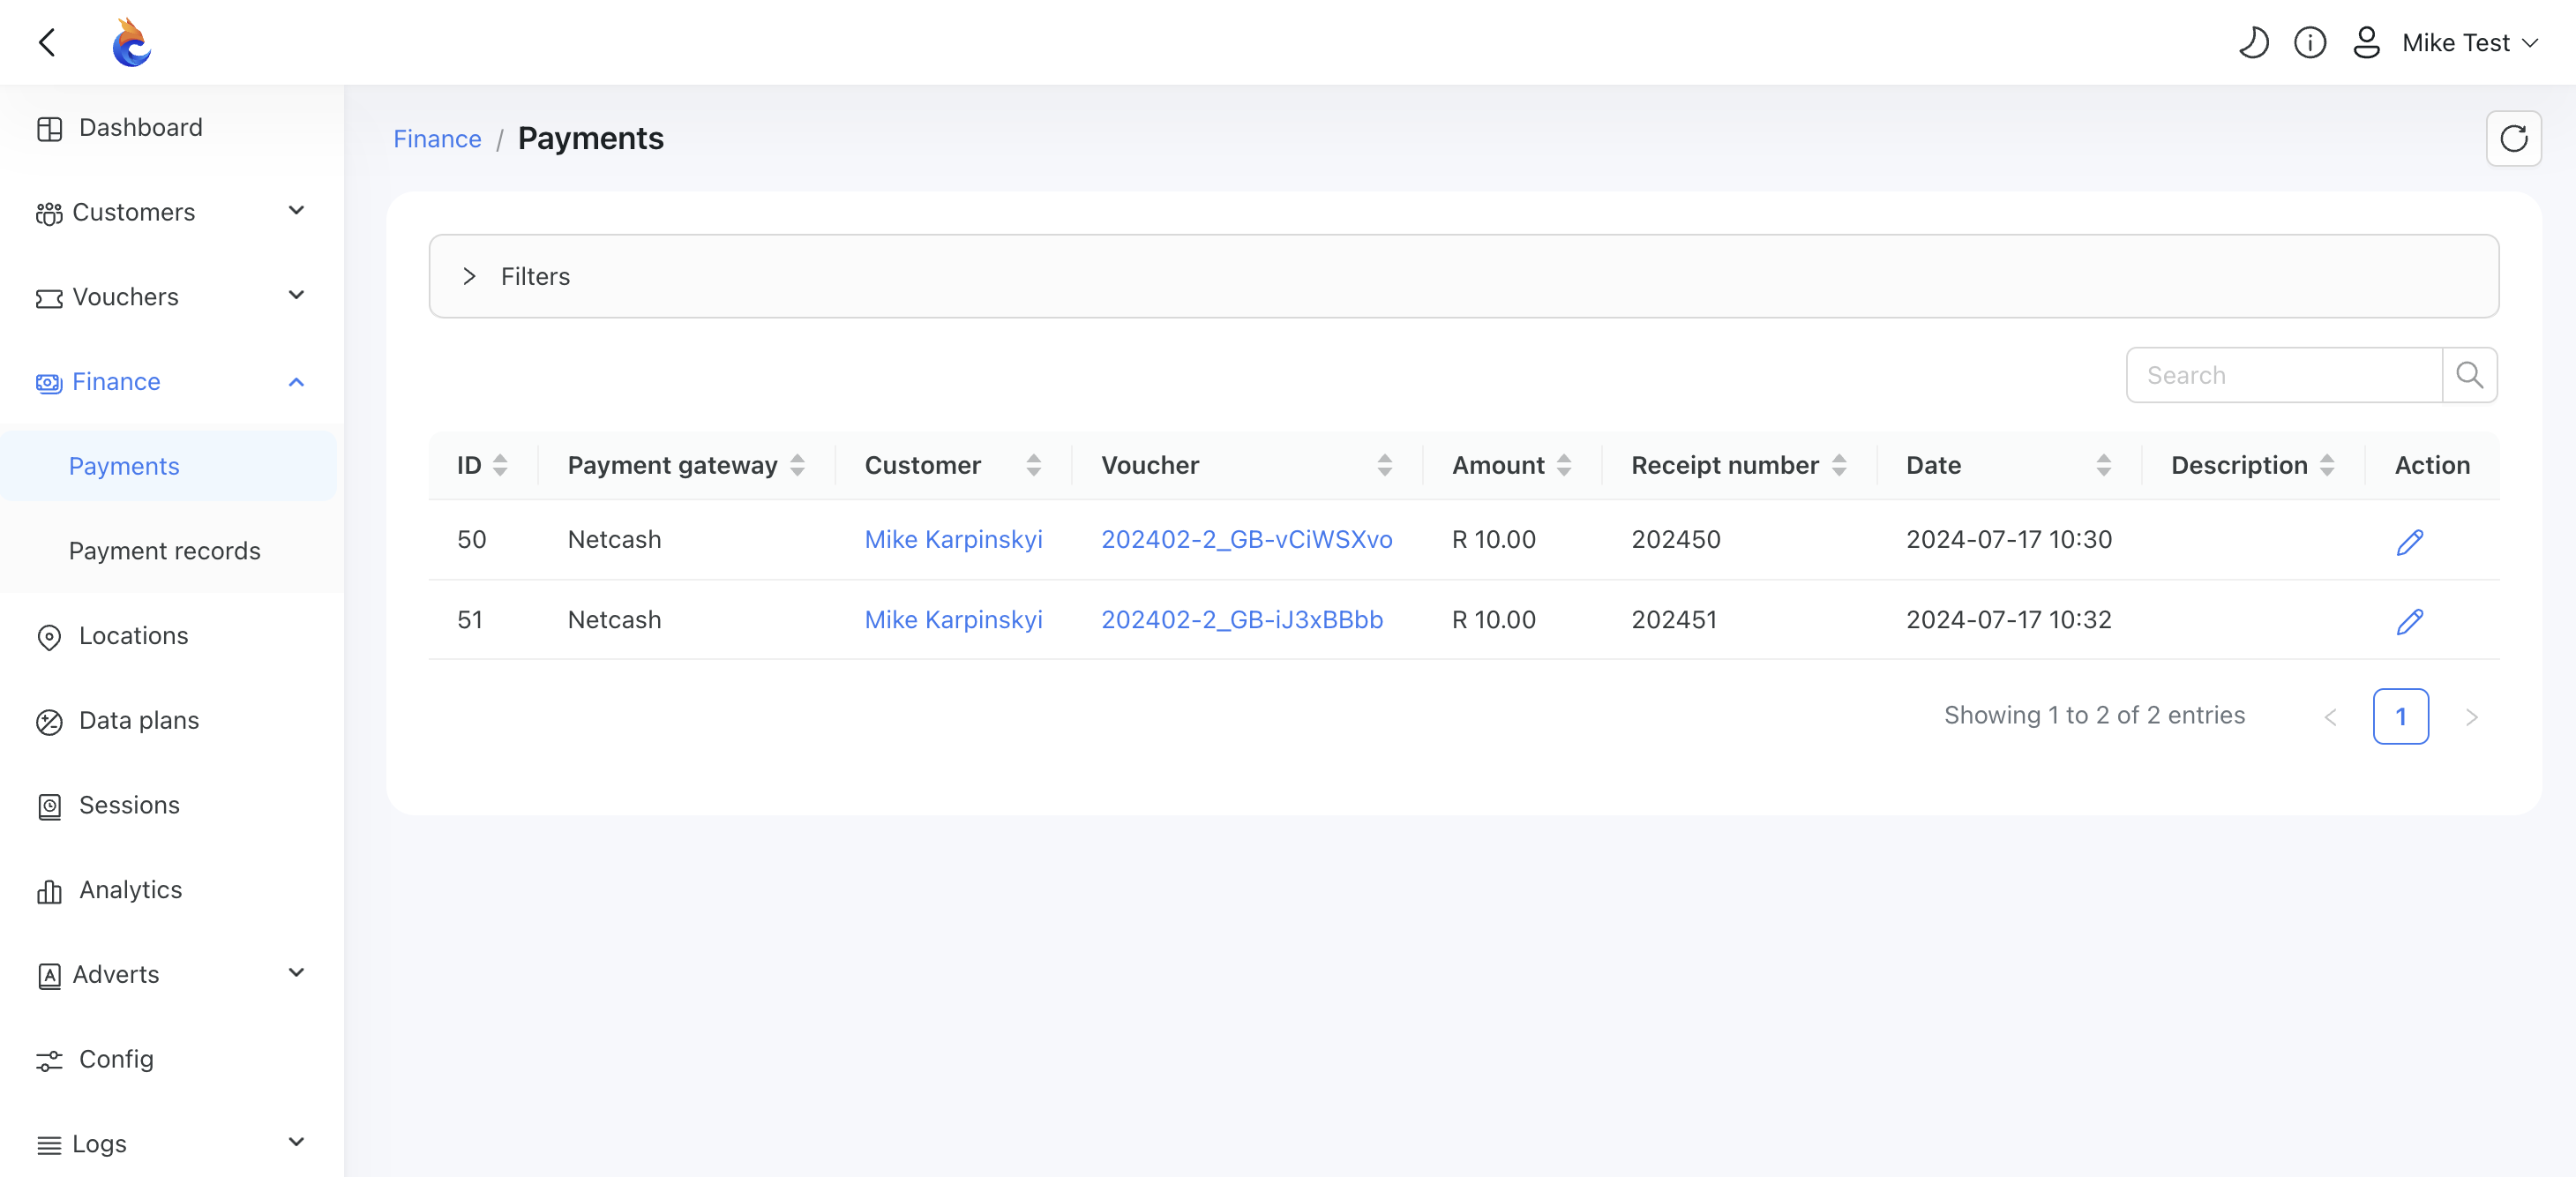 Mike Test
Dashboard
Customers
Vouchers
Finance
Payments
Payment records
Locations
Data plans
Sessions
Analytics
Adverts
Config
Logs
Finance / Payments
Filters
Search
ID Payment gateway Customer Voucher Amount Receipt number Date Description Action
50 Netcash Mike Karpinskyi 202402-2_GB-vCiWSXvo R 10.00 202450 2024-07-17 10:30
51 Netcash Mike Karpinskyi 202402-2_GB-iJ3xBBbb R 10.00 202451 2024-07-17 10:32
Showing 1 to 2 of 2 entries < 1 >